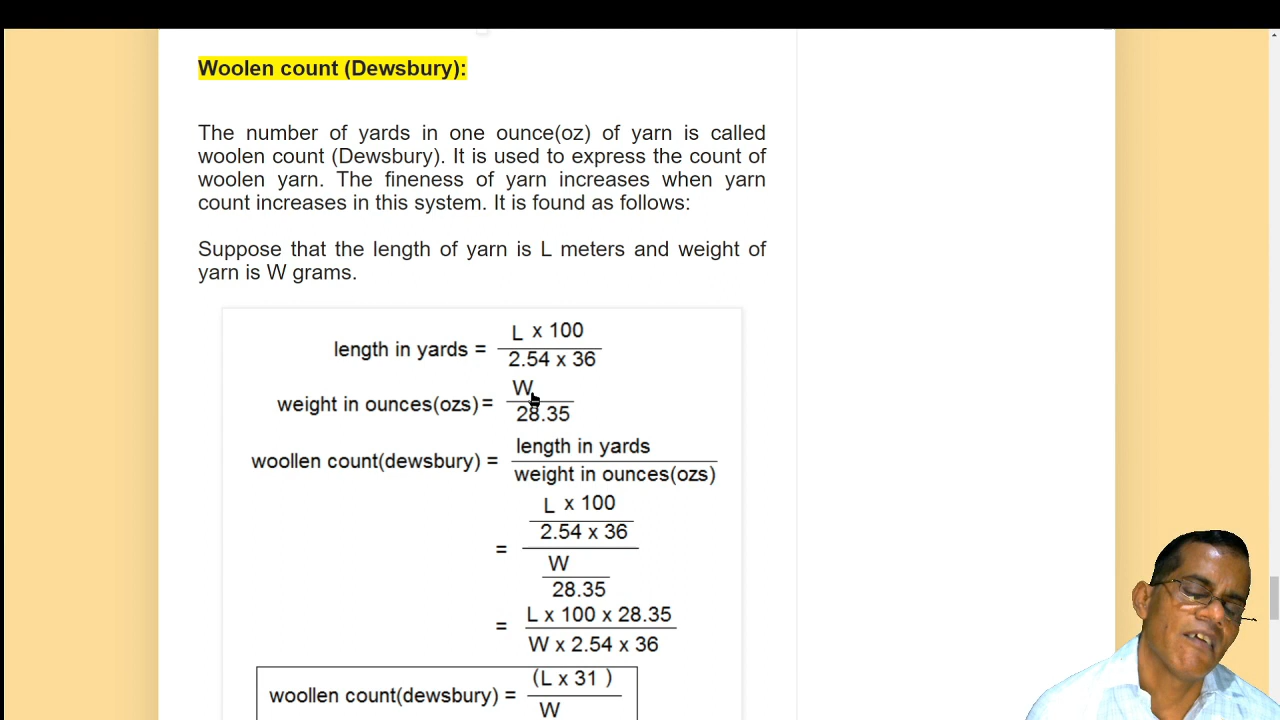 Woolen count (Dewsbury):
The number of yards in one ounce(oz) of yarn is called
woolen count (Dewsbury). It is used to express the count of
woolen yarn. The fineness of yarn increases when yarn
count increases in this system. It is found as follows:
Suppose that the length of yarn is L meters and weight of
yarn is W grams.
L x 100
length in yards =
2.54 x 36
W
weight in ounces(ozs) =
28.35
length in yards
woollen count(dewsbury) =
weight in ounces(ozs)
L x 100
2.54 x 36
=
W
28.35
L x 100 x 28.35
=
W x 2.54 x 36
(L x 31 )
woollen count(dewsbury) =
W